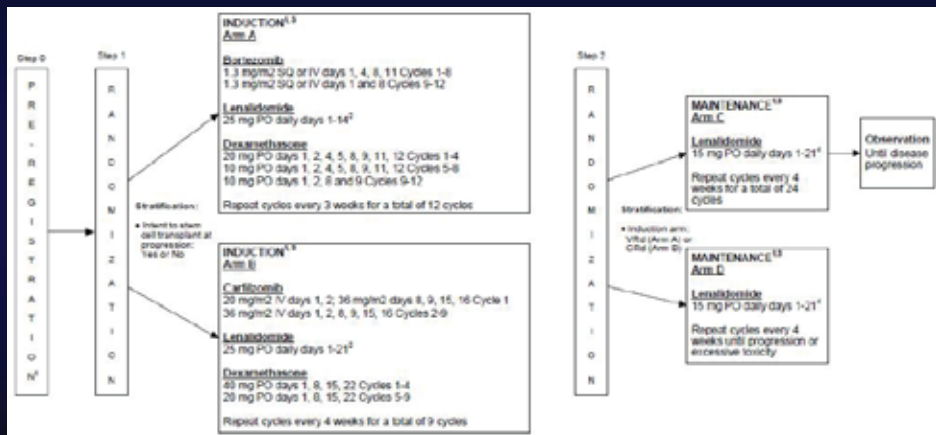 Step 0
PRE-REGISTRATION
Step 1
RANDOMIZATION
Stratification:
• Intent to stem
cell transplant at
progression:
Yes or No
INDUCTION
Arm A
Bortezomib
1.3 mg/m2 SQ or IV days 1, 4, 8, 11 Cycles 1-8
1.3 mg/m2 SQ or IV days 1 and 8 Cycles 9-12
Lenalidomide
25 mg PO daily days 1-14
Dexamethasone
20 mg PO days 1, 2, 4, 5, 8, 9, 11, 12 Cycles 1-4
10 mg PO days 1, 2, 4, 5, 8, 9, 11, 12 Cycles 5-8
10 mg PO days 1, 2, 8 and 9 Cycles 9-12
Repeat cycles every 3 weeks for a total of 12 cycles
INDUCTION
Arm B
Carfilzomib
20 mg/m2 IV days 1, 2; 36 mg/m2 days 8, 9, 15, 16 Cycle 1
36 mg/m2 IV days 1, 2, 8, 9, 15, 16 Cycles 2-9
Lenalidomide
25 mg PO daily days 1-21
Dexamethasone
40 mg PO days 1, 8, 15, 22 Cycles 1-4
20 mg PO days 1, 8, 15, 22 Cycles 5-9
Repeat cycles every 4 weeks for a total of 9 cycles
Step 2
RANDOMIZATION
Stratification:
• Induction arm:
VRd (Arm A) or
CRd (Arm B)
MAINTENANCE
Arm C
Lenalidomide
15 mg PO daily days 1-21
Repeat cycles every 4
weeks for a total of 24
cycles
MAINTENANCE
Arm D
Lenalidomide
15 mg PO daily days 1-21
Repeat cycles every 4
weeks until progression or
excessive toxicity
Observation
Until disease
progression